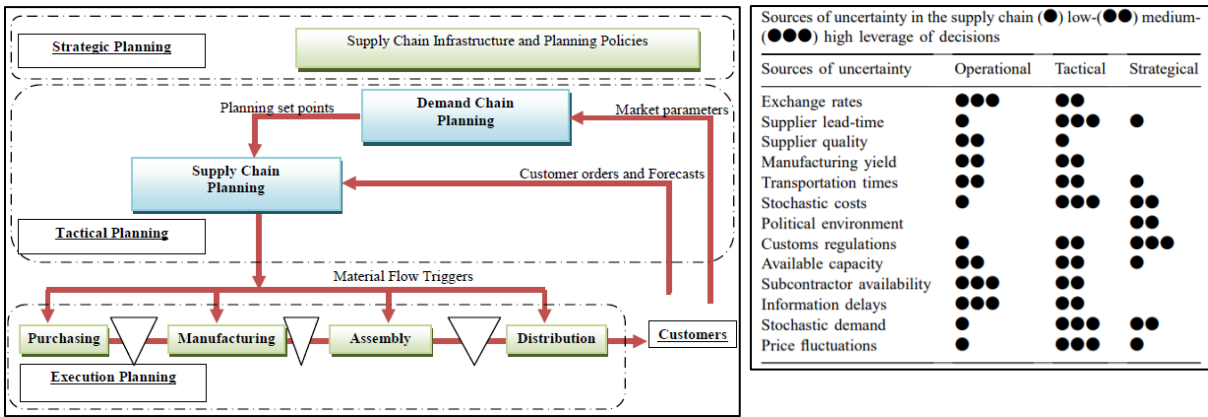 Strategic Planning
Supply Chain Infrastructure and Planning Policies
Planning set points
Demand Chain
Planning
Market parameters
Supply Chain
Planning
Customer orders and Forecasts
Tactical Planning
Material Flow Triggers
Purchasing
Manufacturing
Assembly
Distribution
Customers
Execution Planning
Sources of uncertainty in the supply chain (●) low-(●●) medium-
(●●●) high leverage of decisions
Sources of uncertainty Operational Tactical Strategical
Exchange rates ●●● ●●
Supplier lead-time ● ●●● ●
Supplier quality ●● ●
Manufacturing yield ●● ●●
Transportation times ●● ●● ●
Stochastic costs ● ●●● ●●
Political environment ●●
Customs regulations ● ●● ●●●
Available capacity ●● ●● ●
Subcontractor availability ●●● ●●
Information delays ●●● ●●
Stochastic demand ● ●●● ●●
Price fluctuations ● ●●● ●